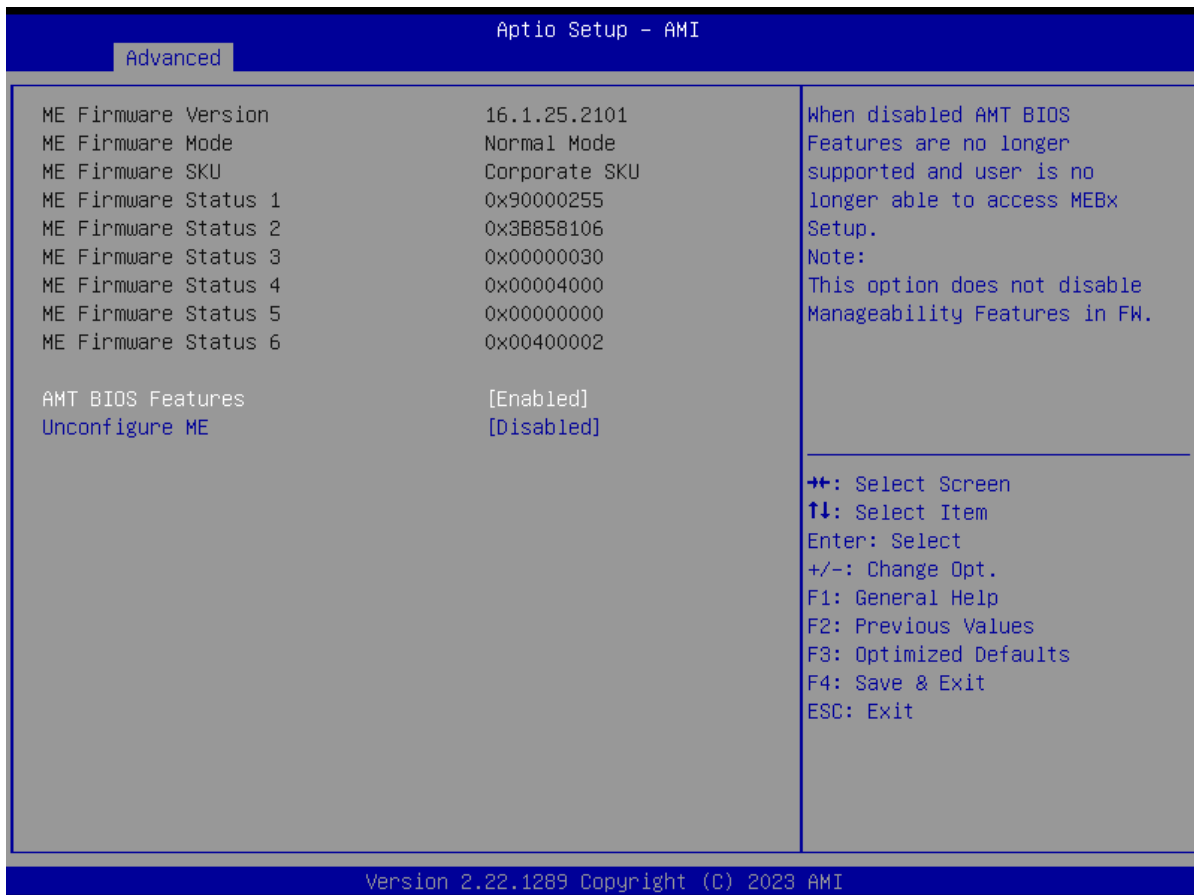 Aptio Setup – AMI
Advanced
ME Firmware Version 16.1.25.2101
ME Firmware Mode Normal Mode
ME Firmware SKU Corporate SKU
ME Firmware Status 1 0x90000255
ME Firmware Status 2 0x3B858106
ME Firmware Status 3 0x00000030
ME Firmware Status 4 0x00004000
ME Firmware Status 5 0x00000000
ME Firmware Status 6 0x00400002
AMT BIOS Features [Enabled]
Unconfigure ME [Disabled]
When disabled AMT BIOS
Features are no longer
supported and user is no
longer able to access MEBx
Setup.
Note:
This option does not disable
Manageability Features in FW.
→←: Select Screen
↑↓: Select Item
Enter: Select
+/-: Change Opt.
F1: General Help
F2: Previous Values
F3: Optimized Defaults
F4: Save & Exit
ESC: Exit
Version 2.22.1289 Copyright (C) 2023 AMI